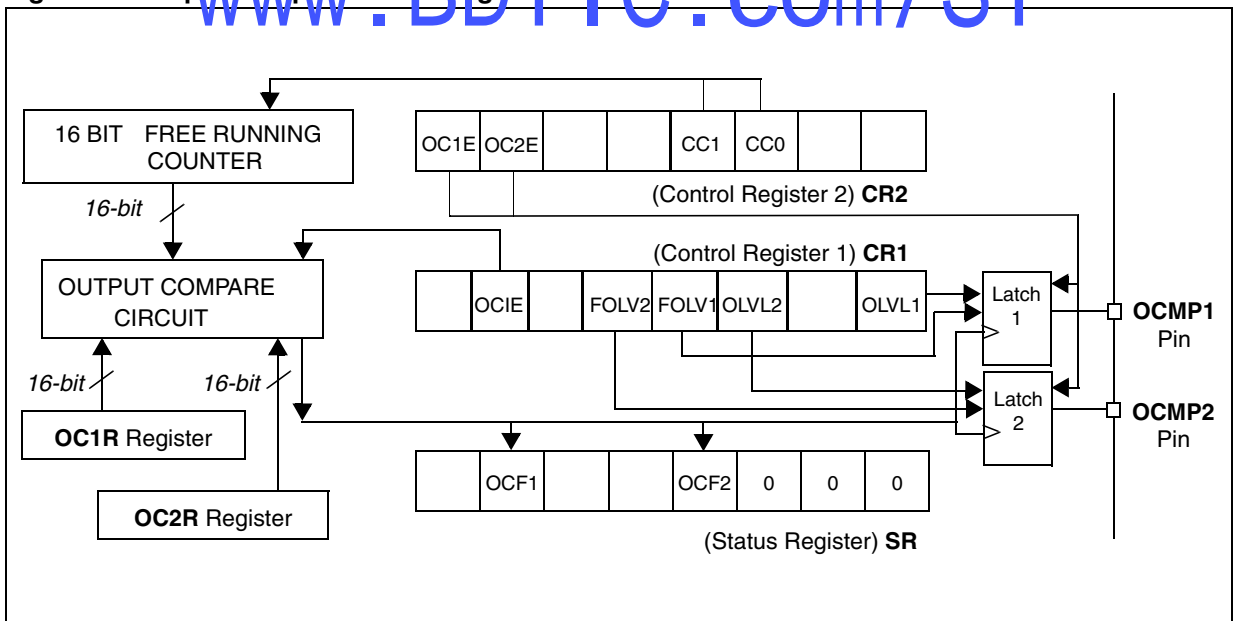 www.BDTIC.com/ST
16 BIT FREE RUNNING
COUNTER
OC1E OC2E CC1 CC0
(Control Register 2) CR2
16-bit
(Control Register 1) CR1
OUTPUT COMPARE
CIRCUIT
OCIE FOLV2 FOLV1 OLVL2 OLVL1
Latch
1
OCMP1
Pin
16-bit 16-bit
Latch
2
OCMP2
Pin
OC1R Register
OCF1 OCF2 0 0 0
OC2R Register
(Status Register) SR